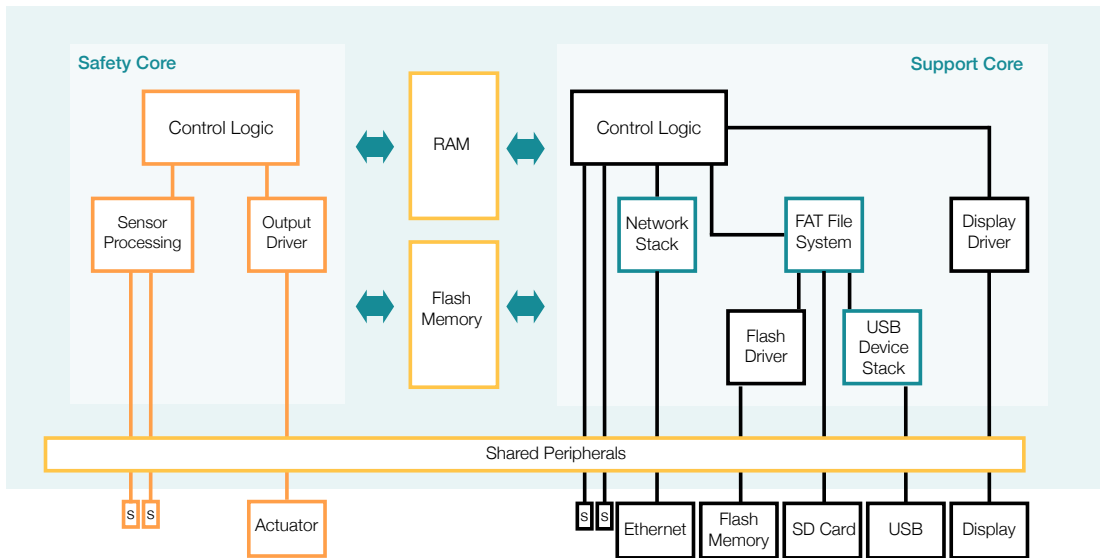 Safety Core
Support Core
Control Logic
RAM
Control Logic
Sensor
Processing
Output
Driver
Network
Stack
FAT File
System
Display
Driver
Flash
Memory
Flash
Driver
USB
Device
Stack
Shared Peripherals
S
S
Actuator
S
S
Ethernet
Flash
Memory
SD Card
USB
Display